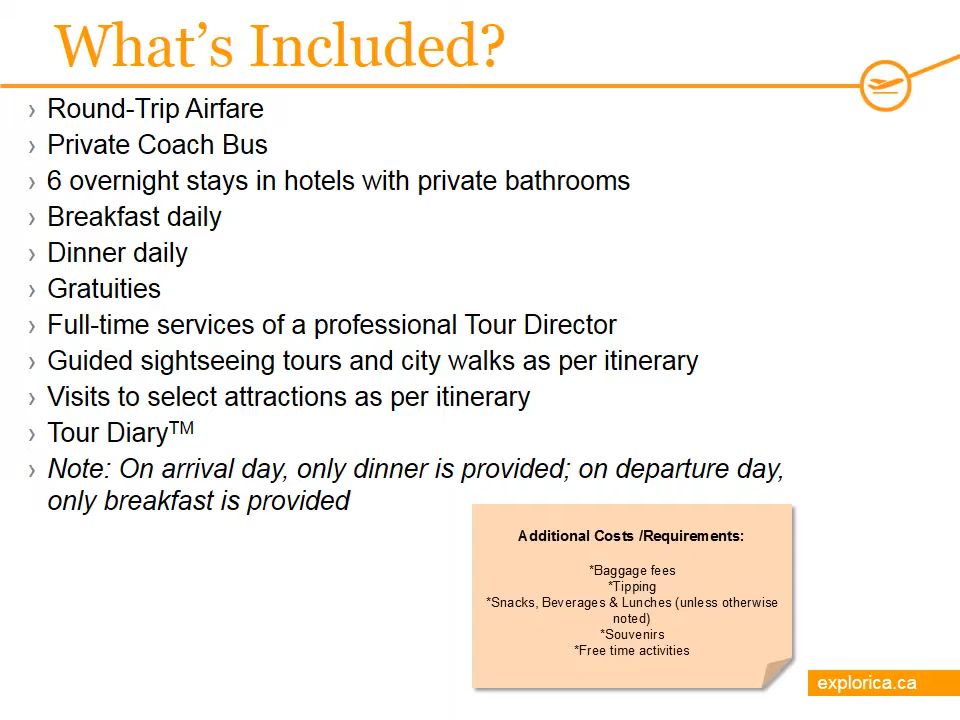 What's Included?
› Round-Trip Airfare
› Private Coach Bus
› 6 overnight stays in hotels with private bathrooms
› Breakfast daily
› Dinner daily
› Gratuities
› Full-time services of a professional Tour Director
› Guided sightseeing tours and city walks as per itinerary
› Visits to select attractions as per itinerary
› Tour Diary™
› Note: On arrival day, only dinner is provided; on departure day,
only breakfast is provided
Additional Costs /Requirements:
*Baggage fees
*Tipping
*Snacks, Beverages & Lunches (unless otherwise
noted)
*Souvenirs
*Free time activities
explorica.ca